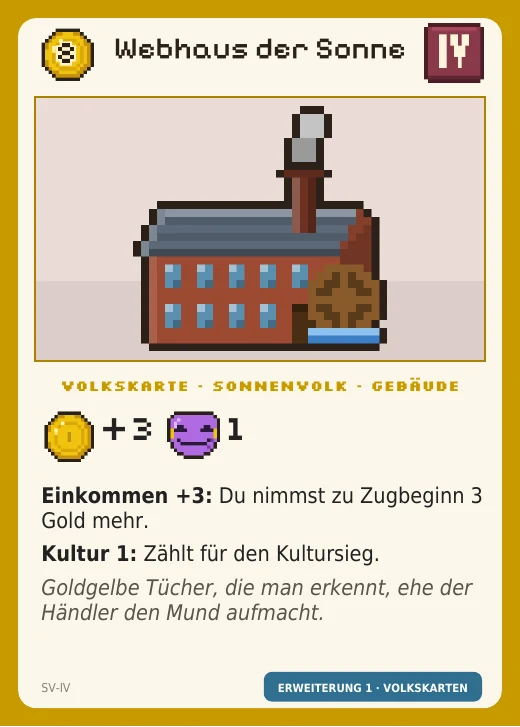 8 Webhaus der Sonne IV
VOLKSKARTE - SONNENVOLK - GEBÄUDE
+3 1
Einkommen +3: Du nimmst zu Zugbeginn 3
Gold mehr.
Kultur 1: Zählt für den Kultursieg.
Goldgelbe Tücher, die man erkennt, ehe der
Händler den Mund aufmacht.
SV-IV ERWEITERUNG 1 · VOLKSKARTEN